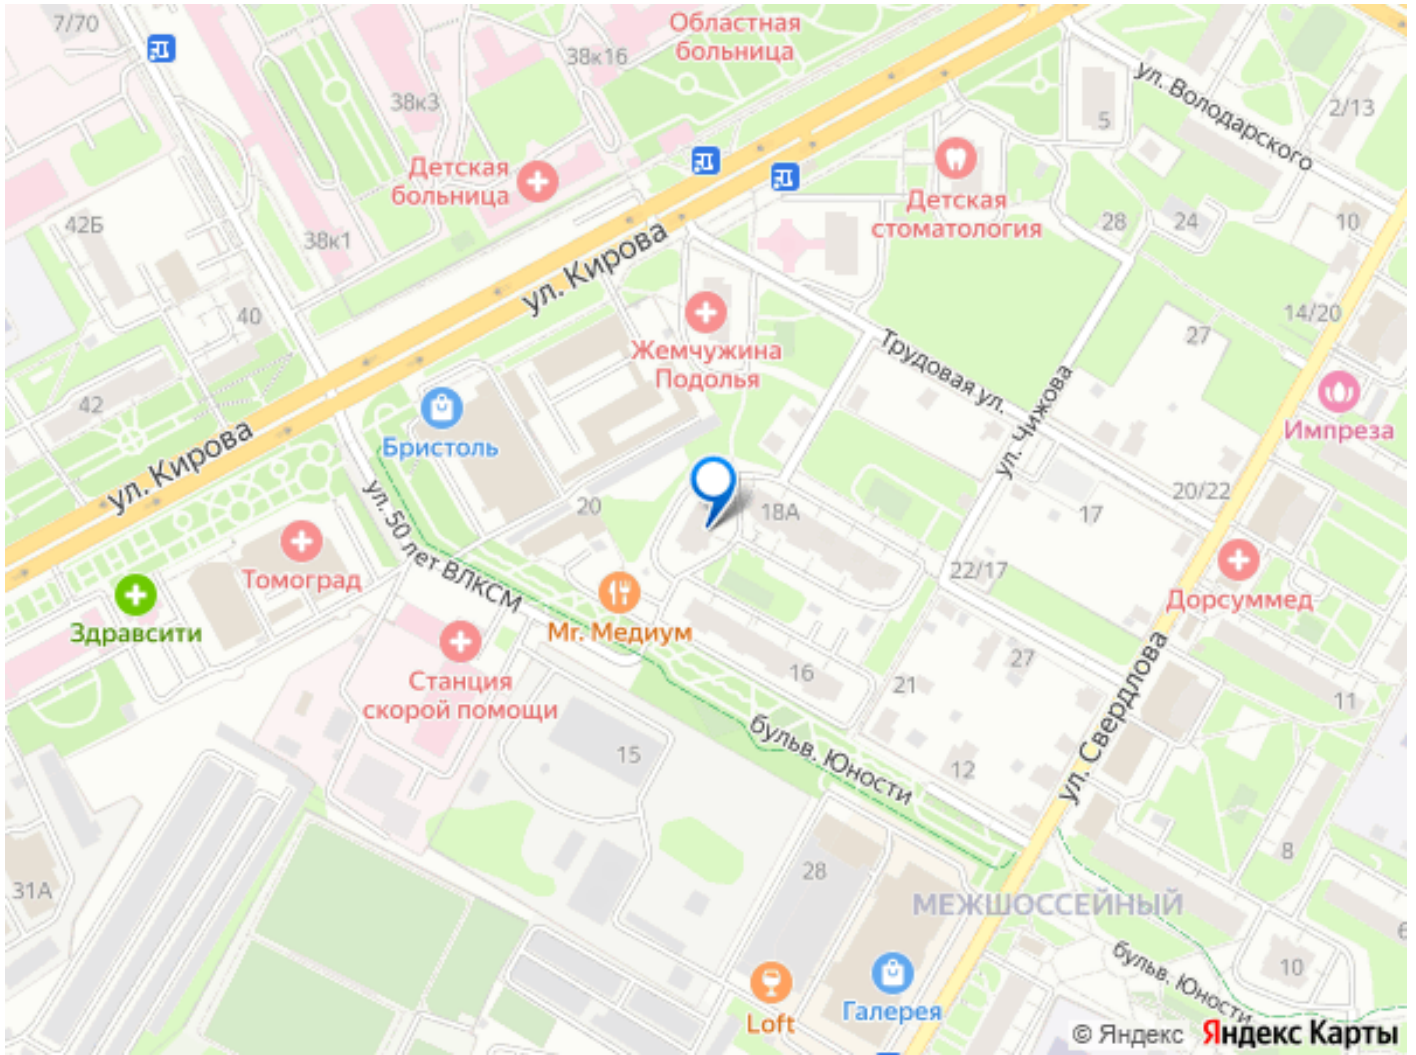 7/70
Областная
больница
38к16
38к3
ул. Володарского
2/13
5
Детская
больница
Детская
стоматология
42Б
38к1
28
24
10
ул. Кирова
40
14/20
27
Жемчужина
Подолья
Трудовая ул.
ул. Чижова
42
Бристоль
Импреза
ул. Кирова
ул. 50 лет ВЛКСМ
20
18А
20/22
17
Томоград
22/17
Дорсуммед
Здравсити
Mr. Медиум
Станция
скорой помощи
16
21
27
11
ул. Свердлова
15
бульв. Юности
12
8
31А
28
МЕЖШОССЕЙНЫЙ
6
10
бульв. Юности
Loft
Галерея
© Яндекс Яндекс Карты